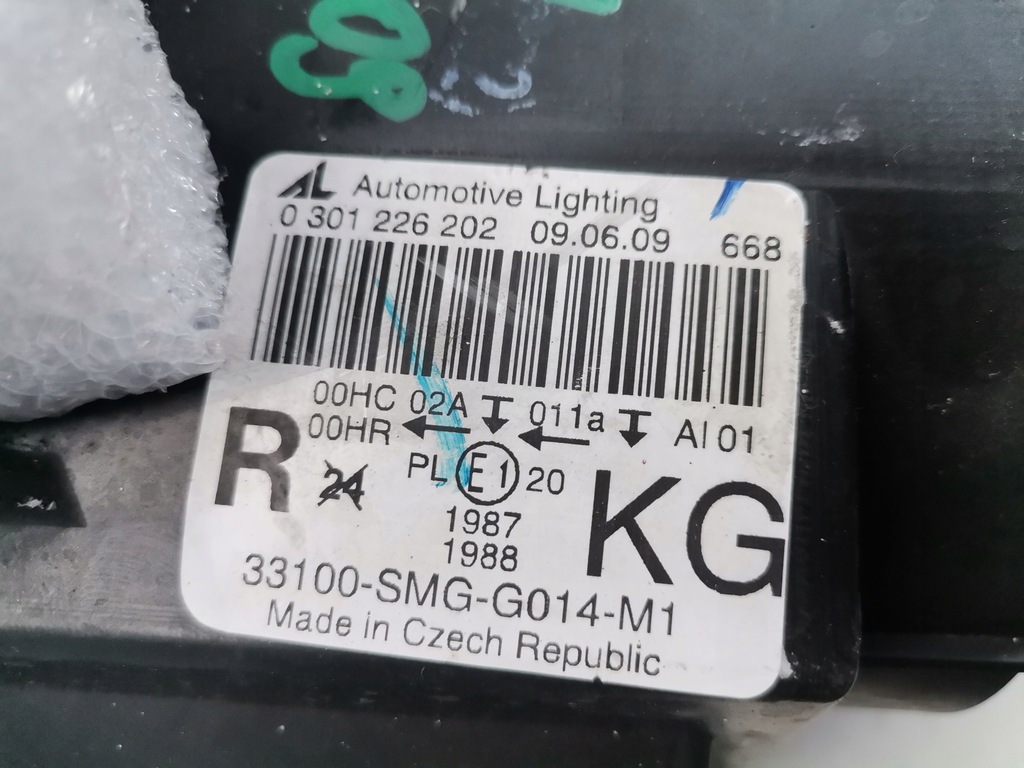 AL Automotive Lighting
0 301 226 202 09.06.09 668
00HC 02A 011a AI 01
00HR
R 24 PL E1 20 KG
1987
1988
33100-SMG-G014-M1
Made in Czech Republic